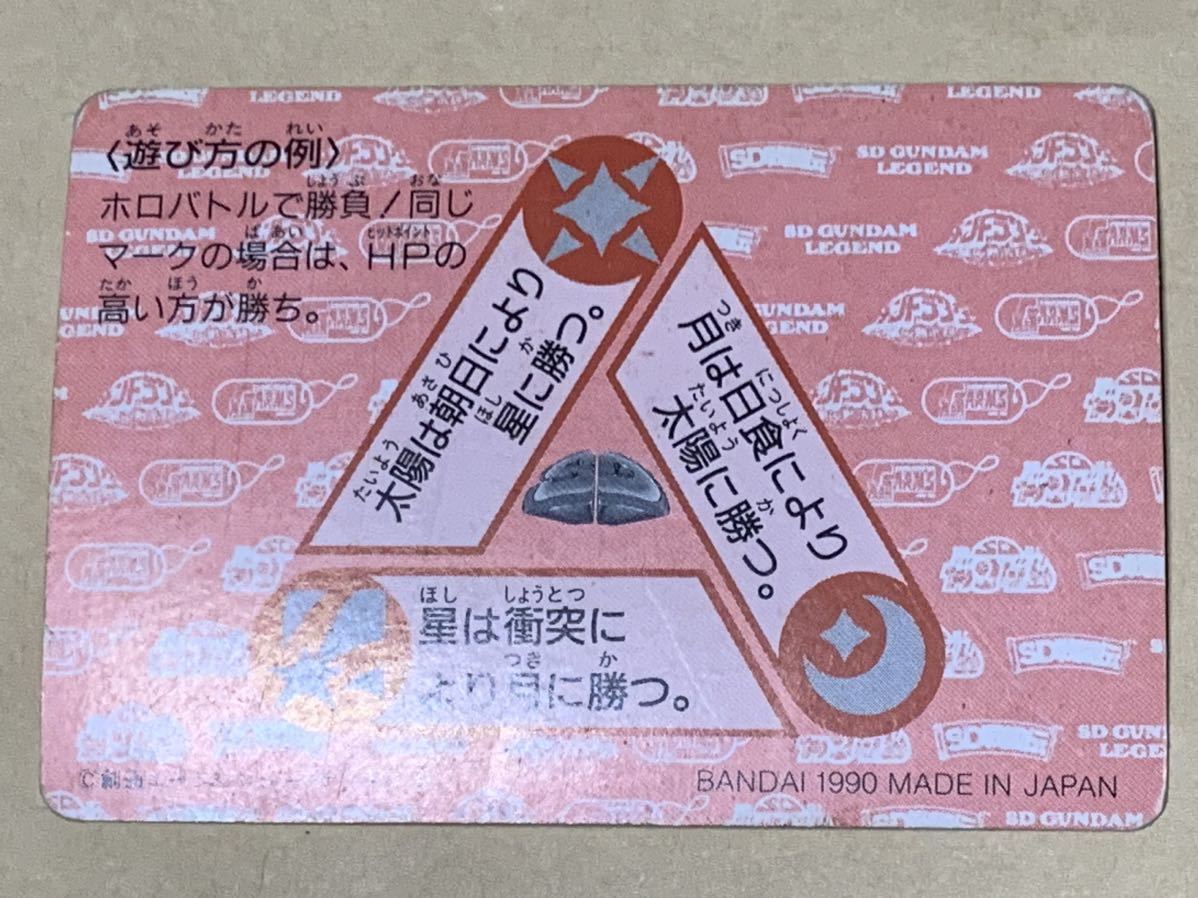 〈遊び方の例〉
ホロバトルで勝負！同じ
マークの場合は、HPの
高い方が勝ち。
太陽は朝日により
星に勝つ。
月は日食により
太陽に勝つ。
星は衝突に
より月に勝つ。
BANDAI 1990 MADE IN JAPAN
SD GUNDAM
LEGEND